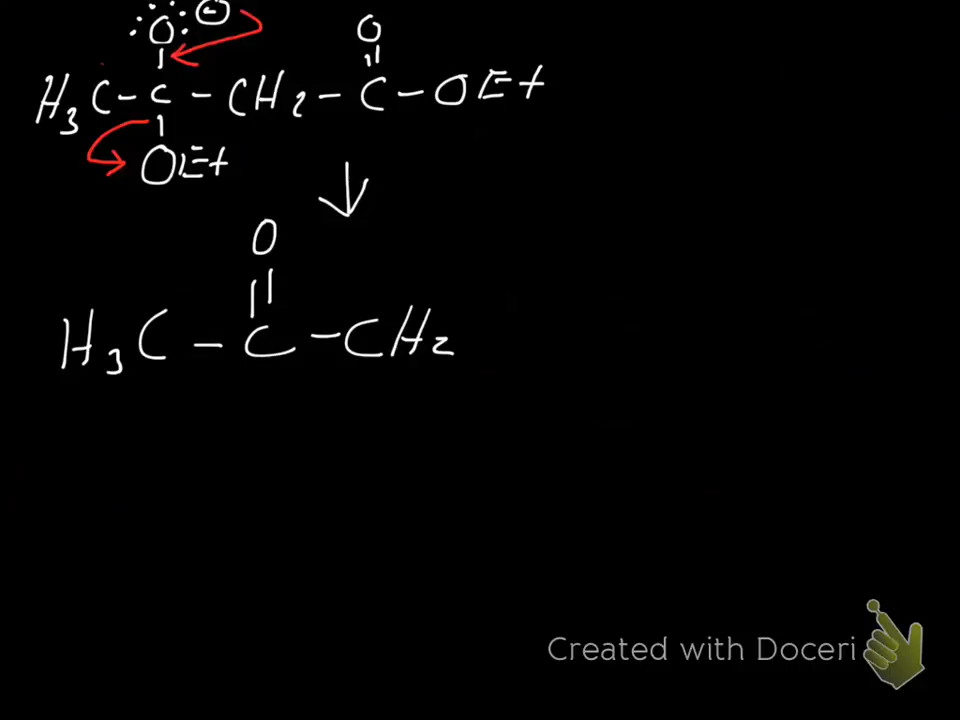 O ⊖ O
H3C - C - CH2 - C - OEt
OEt
O
H3C - C - CH2
Created with Doceri